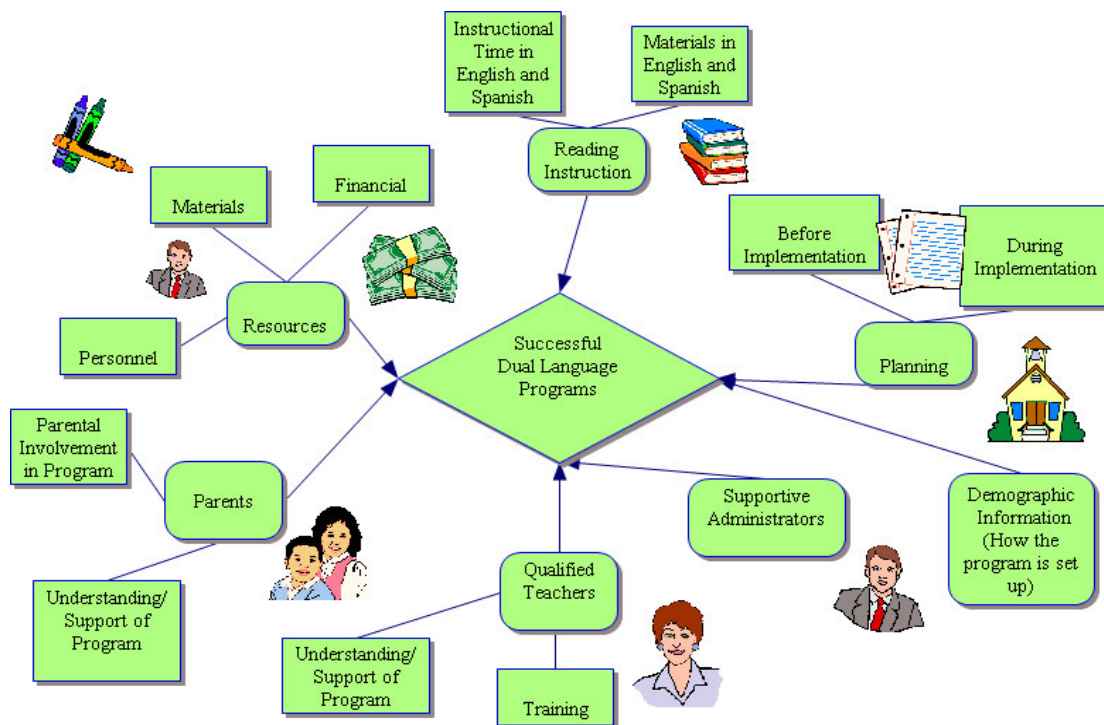 Instructional
Time in
English and
Spanish
Materials in
English and
Spanish
Reading
Instruction
Materials
Financial
Resources
Personnel
Before
Implementation
During
Implementation
Planning
Successful
Dual Language
Programs
Parental
Involvement
in Program
Parents
Understanding/
Support of
Program
Qualified
Teachers
Understanding/
Support of
Program
Training
Supportive
Administrators
Demographic
Information
(How the
program is set
up)